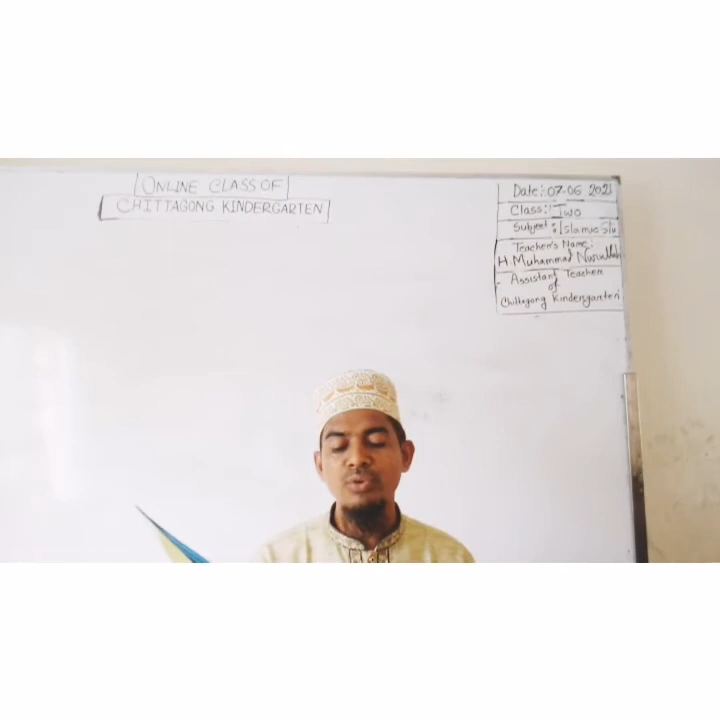 ONLINE CLASS OF
CHITTAGONG KINDERGARTEN
Date: 07-06 2021
Class: Two
Subject: Islamic Stu
Teacher's Name:
H. Muhammad
Assistant Teacher
of
Chittagong Kindergarten